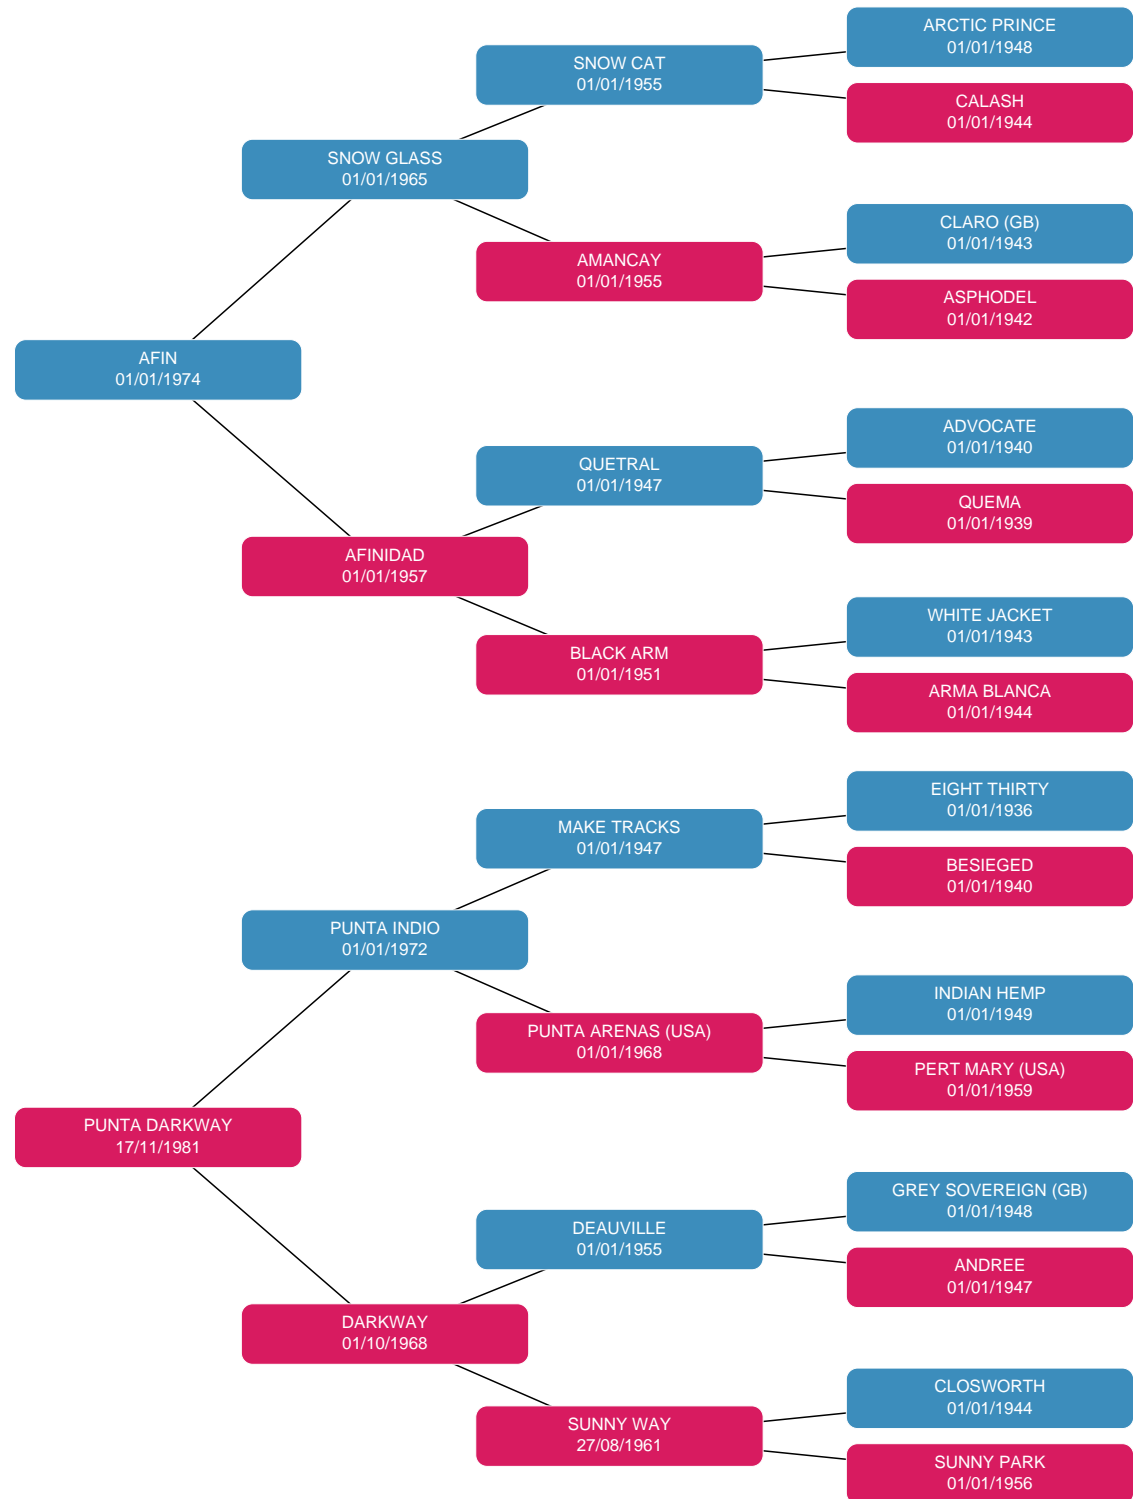 ARCTIC PRINCE
01/01/1948
SNOW CAT
01/01/1955
CALASH
01/01/1944
SNOW GLASS
01/01/1965
CLARO (GB)
01/01/1943
AMANCAY
01/01/1955
ASPHODEL
01/01/1942
AFIN
01/01/1974
ADVOCATE
01/01/1940
QUETRAL
01/01/1947
QUEMA
01/01/1939
AFINIDAD
01/01/1957
WHITE JACKET
01/01/1943
BLACK ARM
01/01/1951
ARMA BLANCA
01/01/1944
EIGHT THIRTY
01/01/1936
MAKE TRACKS
01/01/1947
BESIEGED
01/01/1940
PUNTA INDIO
01/01/1972
INDIAN HEMP
01/01/1949
PUNTA ARENAS (USA)
01/01/1968
PERT MARY (USA)
01/01/1959
PUNTA DARKWAY
17/11/1981
GREY SOVEREIGN (GB)
01/01/1948
DEAUVILLE
01/01/1955
ANDREE
01/01/1947
DARKWAY
01/10/1968
CLOSWORTH
01/01/1944
SUNNY WAY
27/08/1961
SUNNY PARK
01/01/1956